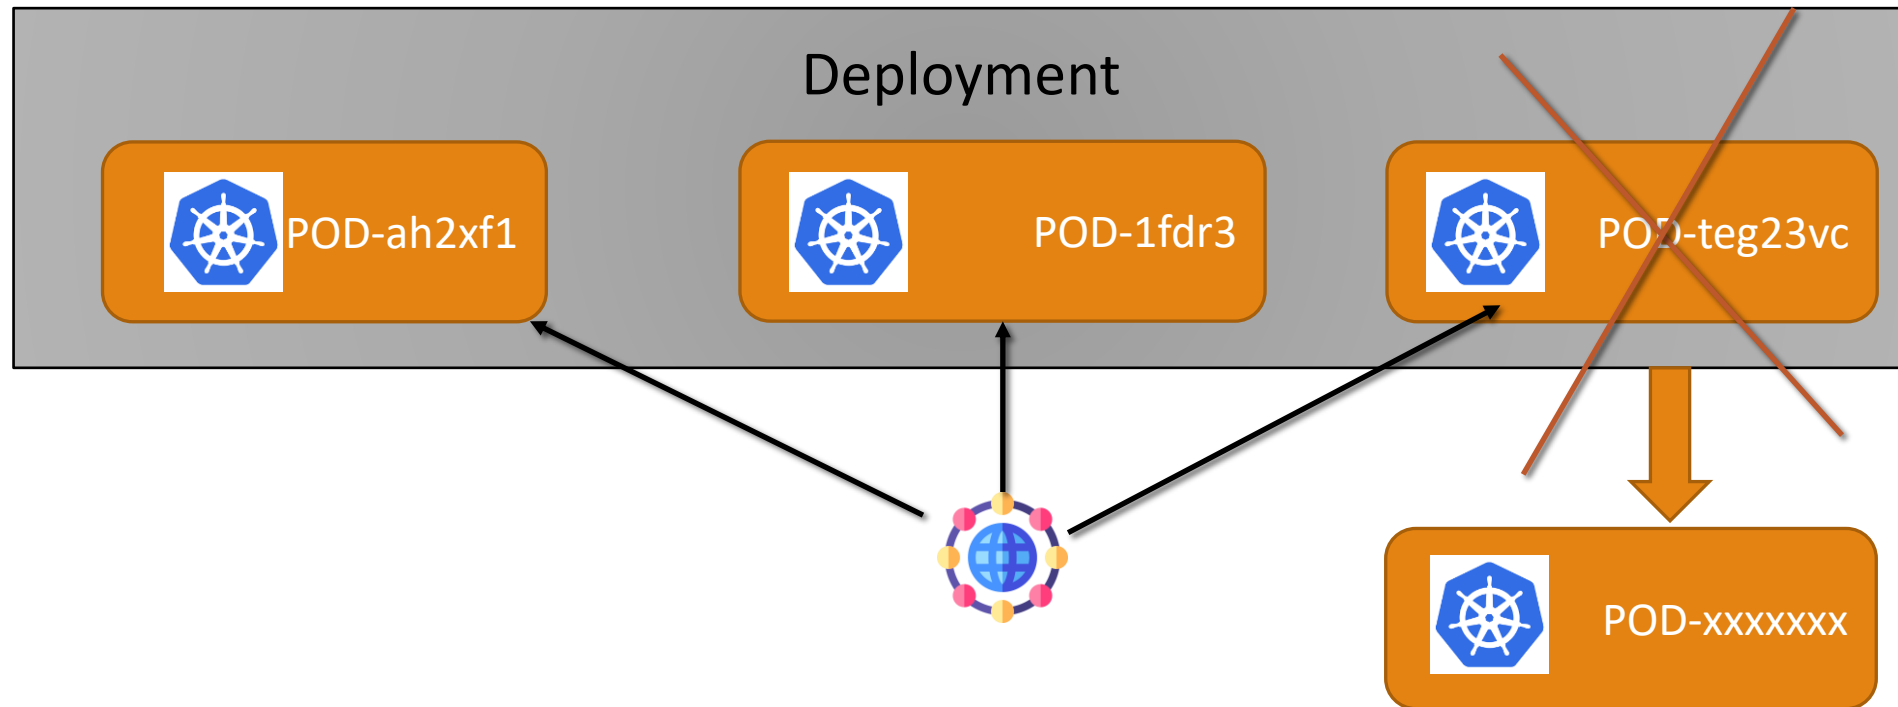 Deployment
POD-ah2xf1
POD-1fdr3
POD-teg23vc
POD-xxxxxxx